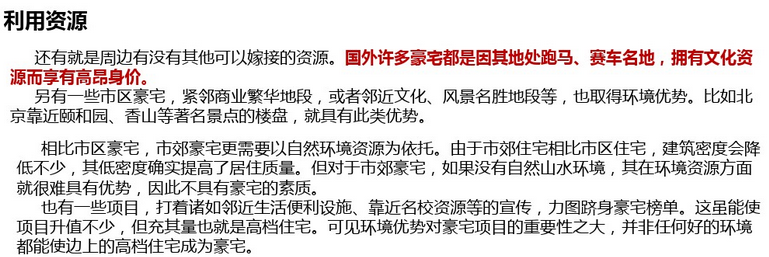 利用资源
还有就是周边有没有其他可以嫁接的资源。国外许多豪宅都是因其地处跑马、赛车名地，拥有文化资
源而享有高昂身价。
另有一些市区豪宅，紧邻商业繁华地段，或者邻近文化、风景名胜地段等，也取得环境优势。比如北
京靠近颐和园、香山等著名景点的楼盘，就具有此类优势。
相比市区豪宅，市郊豪宅更需要以自然环境资源为依托。由于市郊住宅相比市区住宅，建筑密度会降
低不少，其低密度确实提高了居住质量。但对于市郊豪宅，如果没有自然山水环境，其在环境资源方面
就很难具有优势，因此不具有豪宅的素质。
也有一些项目，打着诸如邻近生活便利设施、靠近名校资源等的宣传，力图跻身豪宅榜单。这虽能使
项目升值不少，但充其量也就是高档住宅。可见环境优势对豪宅项目的重要性之大，并非任何好的环境
都能使边上的高档住宅成为豪宅。